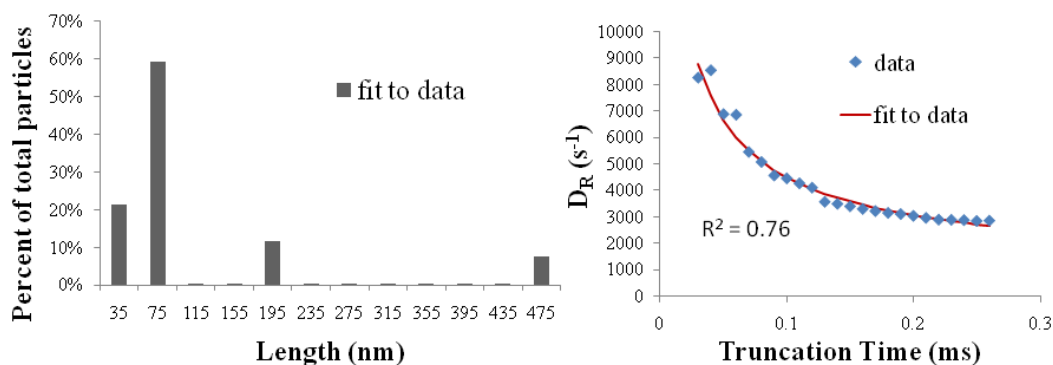 Percent of total particles
70%
60%
50%
40%
30%
20%
10%
0%
fit to data
35 75 115 155 195 235 275 315 355 395 435 475
Length (nm)
D_R (s⁻¹)
10000
9000
8000
7000
6000
5000
4000
3000
2000
1000
0
data
fit to data
R² = 0.76
0 0.1 0.2 0.3
Truncation Time (ms)